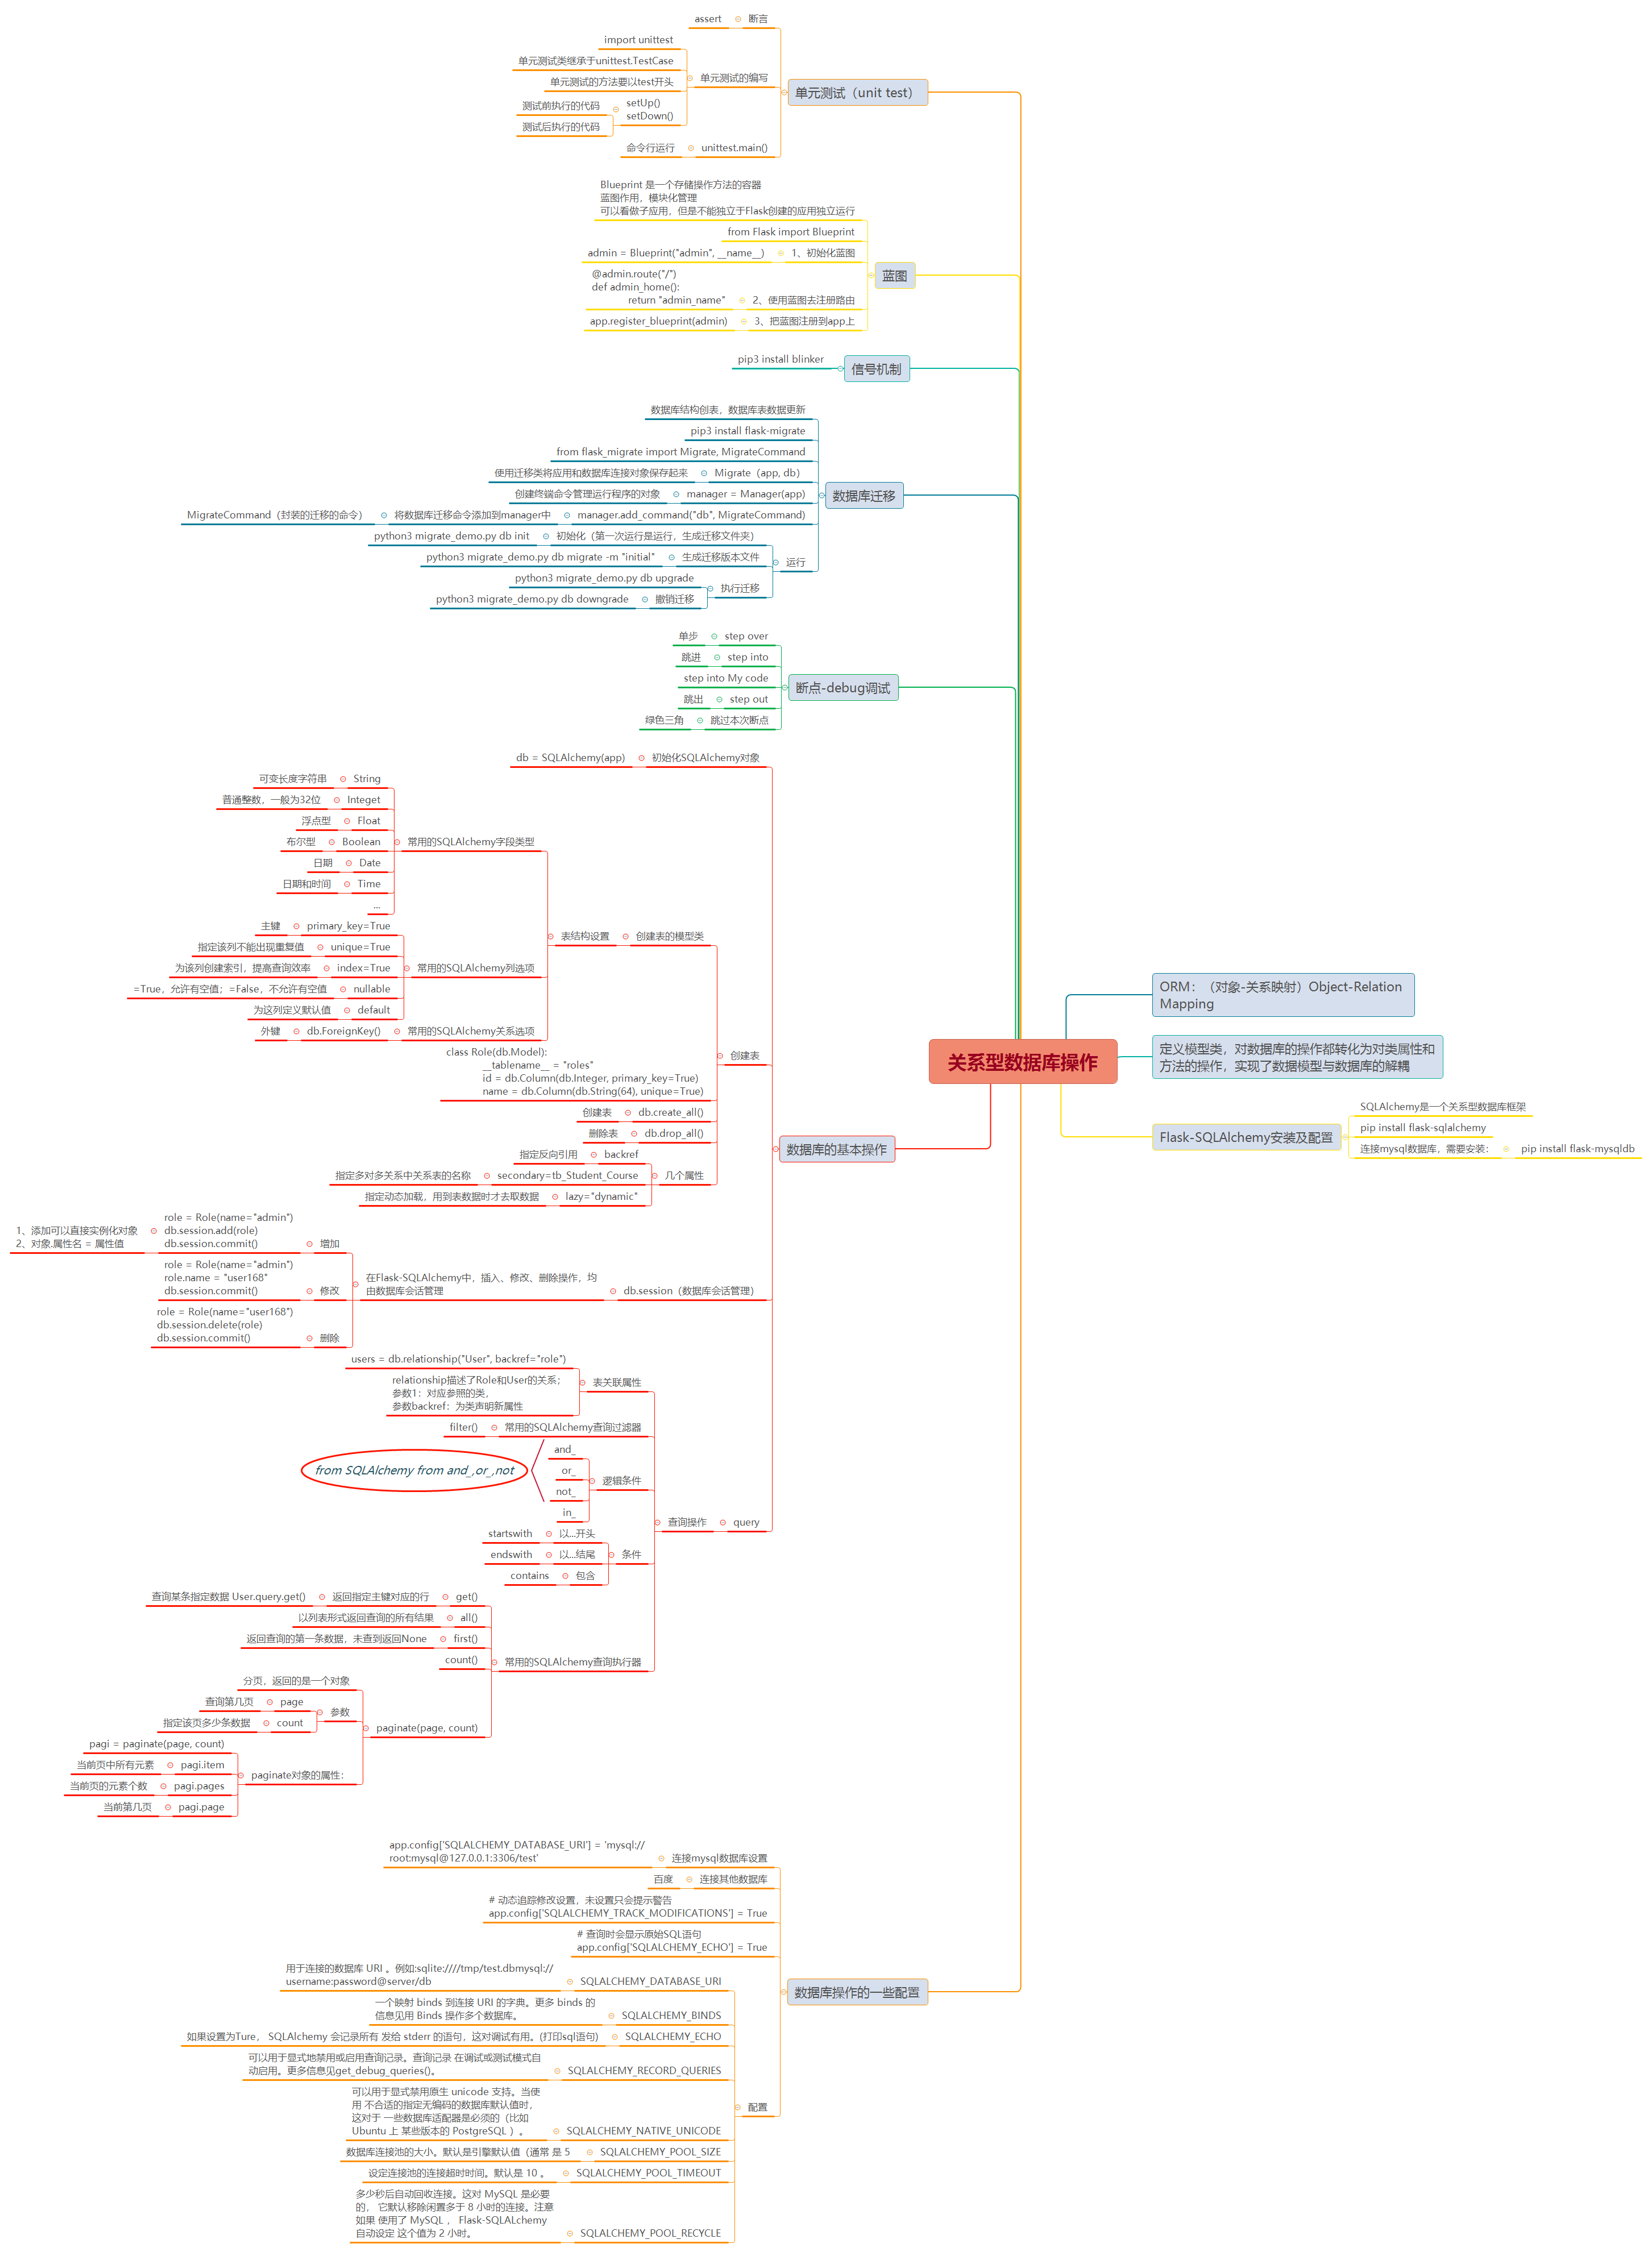 assert
断言
import unittest
单元测试类继承于unittest.TestCase
单元测试的方法要以test开头
单元测试的编写
单元测试（unit test）
测试前执行的代码
测试后执行的代码
setUp()
setDown()
命令行运行
unittest.main()
Blueprint 是一个存储操作方法的容器
蓝图作用，模块化管理
可以看做子应用，但是不能独立于Flask创建的应用独立运行
from Flask import Blueprint
admin = Blueprint("admin", __name__)
1、初始化蓝图
蓝图
@admin.route("/")
def admin_home():
return "admin_name"
2、使用蓝图去注册路由
app.register_blueprint(admin)
3、把蓝图注册到app上
pip3 install blinker
信号机制
数据库结构创表，数据库表数据更新
pip3 install flask-migrate
from flask_migrate import Migrate, MigrateCommand
使用迁移类将应用和数据库连接对象保存起来
Migrate（app, db）
创建终端命令管理运行程序的对象
manager = Manager(app)
数据库迁移
MigrateCommand（封装的迁移的命令）
将数据库迁移命令添加到manager中
manager.add_command("db", MigrateCommand)
python3 migrate_demo.py db init
初始化（第一次运行是运行，生成迁移文件夹）
python3 migrate_demo.py db migrate -m "initial"
生成迁移版本文件
运行
python3 migrate_demo.py db upgrade
执行迁移
python3 migrate_demo.py db downgrade
撤销迁移
单步
step over
跳进
step into
step into My code
断点-debug调试
跳出
step out
绿色三角
跳过本次断点
db = SQLAlchemy(app)
初始化SQLAlchemy对象
可变长度字符串
String
普通整数，一般为32位
Integet
浮点型
Float
布尔型
Boolean
常用的SQLAlchemy字段类型
日期
Date
日期和时间
Time
...
主键
primary_key=True
指定该列不能出现重复值
unique=True
为该列创建索引，提高查询效率
index=True
常用的SQLAlchemy列选项
=True，允许有空值；=False，不允许有空值
nullable
为这列定义默认值
default
外键
db.ForeignKey()
常用的SQLAlchemy关系选项
表结构设置
创建表的模型类
class Role(db.Model):
__tablename__ = "roles"
id = db.Column(db.Integer, primary_key=True)
name = db.Column(db.String(64), unique=True)
创建表
创建表
db.create_all()
删除表
db.drop_all()
指定反向引用
backref
指定多对多关系中关系表的名称
secondary=tb_Student_Course
几个属性
指定动态加载，用到表数据时才去取数据
lazy="dynamic"
数据库的基本操作
1、添加可以直接实例化对象
2、对象.属性名 = 属性值
role = Role(name="admin")
db.session.add(role)
db.session.commit()
增加
role = Role(name="admin")
role.name = "user168"
db.session.commit()
修改
role = Role(name="user168")
db.session.delete(role)
db.session.commit()
删除
在Flask-SQLAlchemy中，插入、修改、删除操作，均
由数据库会话管理
db.session（数据库会话管理）
users = db.relationship("User", backref="role")
relationship描述了Role和User的关系；
参数1：对应参照的类，
参数backref：为类声明新属性
表关联属性
filter()
常用的SQLAlchemy查询过滤器
from SQLAlchemy from and_,or_,not
and_
or_
not_
in_
逻辑条件
查询操作
query
startswith
以...开头
endswith
以...结尾
条件
contains
包含
查询某条指定数据 User.query.get()
返回指定主键对应的行
get()
以列表形式返回查询的所有结果
all()
返回查询的第一条数据，未查到返回None
first()
count()
常用的SQLAlchemy查询执行器
分页，返回的是一个对象
查询第几页
page
参数
指定该页多少条数据
count
paginate(page, count)
pagi = paginate(page, count)
当前页中所有元素
pagi.item
paginate对象的属性：
当前页的元素个数
pagi.pages
当前第几页
pagi.page
app.config['SQLALCHEMY_DATABASE_URI'] = 'mysql://
root:mysql@127.0.0.1:3306/test'
连接mysql数据库设置
百度
连接其他数据库
# 动态追踪修改设置，未设置只会提示警告
app.config['SQLALCHEMY_TRACK_MODIFICATIONS'] = True
# 查询时会显示原始SQL语句
app.config['SQLALCHEMY_ECHO'] = True
数据库操作的一些配置
用于连接的数据库 URI 。例如:sqlite:////tmp/test.dbmysql://
username:password@server/db
SQLALCHEMY_DATABASE_URI
一个映射 binds 到连接 URI 的字典。更多 binds 的
信息见用 Binds 操作多个数据库。
SQLALCHEMY_BINDS
如果设置为Ture， SQLAlchemy 会记录所有 发给 stderr 的语句，这对调试有用。(打印sql语句)
SQLALCHEMY_ECHO
可以用于显式地禁用或启用查询记录。查询记录 在调试或测试模式自
动启用。更多信息见get_debug_queries()。
SQLALCHEMY_RECORD_QUERIES
配置
可以用于显式禁用原生 unicode 支持。当使
用 不合适的指定无编码的数据库默认值时，
这对于 一些数据库适配器是必须的（比如
Ubuntu 上 某些版本的 PostgreSQL ）。
SQLALCHEMY_NATIVE_UNICODE
数据库连接池的大小。默认是引擎默认值（通常 是 5
SQLALCHEMY_POOL_SIZE
设定连接池的连接超时时间。默认是 10 。
SQLALCHEMY_POOL_TIMEOUT
多少秒后自动回收连接。这对 MySQL 是必要
的， 它默认移除闲置多于 8 小时的连接。注意
如果 使用了 MySQL ， Flask-SQLALchemy
自动设定 这个值为 2 小时。
SQLALCHEMY_POOL_RECYCLE
关系型数据库操作
ORM：（对象-关系映射）Object-Relation
Mapping
定义模型类，对数据库的操作都转化为对类属性和
方法的操作，实现了数据模型与数据库的解耦
Flask-SQLAlchemy安装及配置
SQLAlchemy是一个关系型数据库框架
pip install flask-sqlalchemy
连接mysql数据库，需要安装：
pip install flask-mysqldb